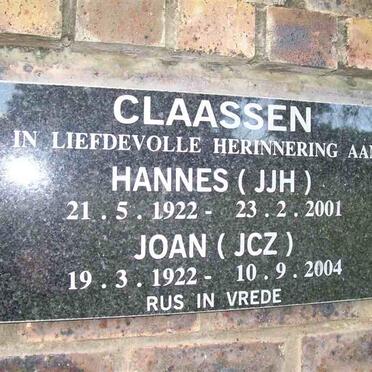 CLAASSEN
IN LIEFDEVOLLE HERINNERING AAN
HANNES ( JJH )
21 . 5 . 1922 - 23 . 2 . 2001
JOAN ( JCZ )
19 . 3 . 1922 - 10 . 9 . 2004
RUS IN VREDE